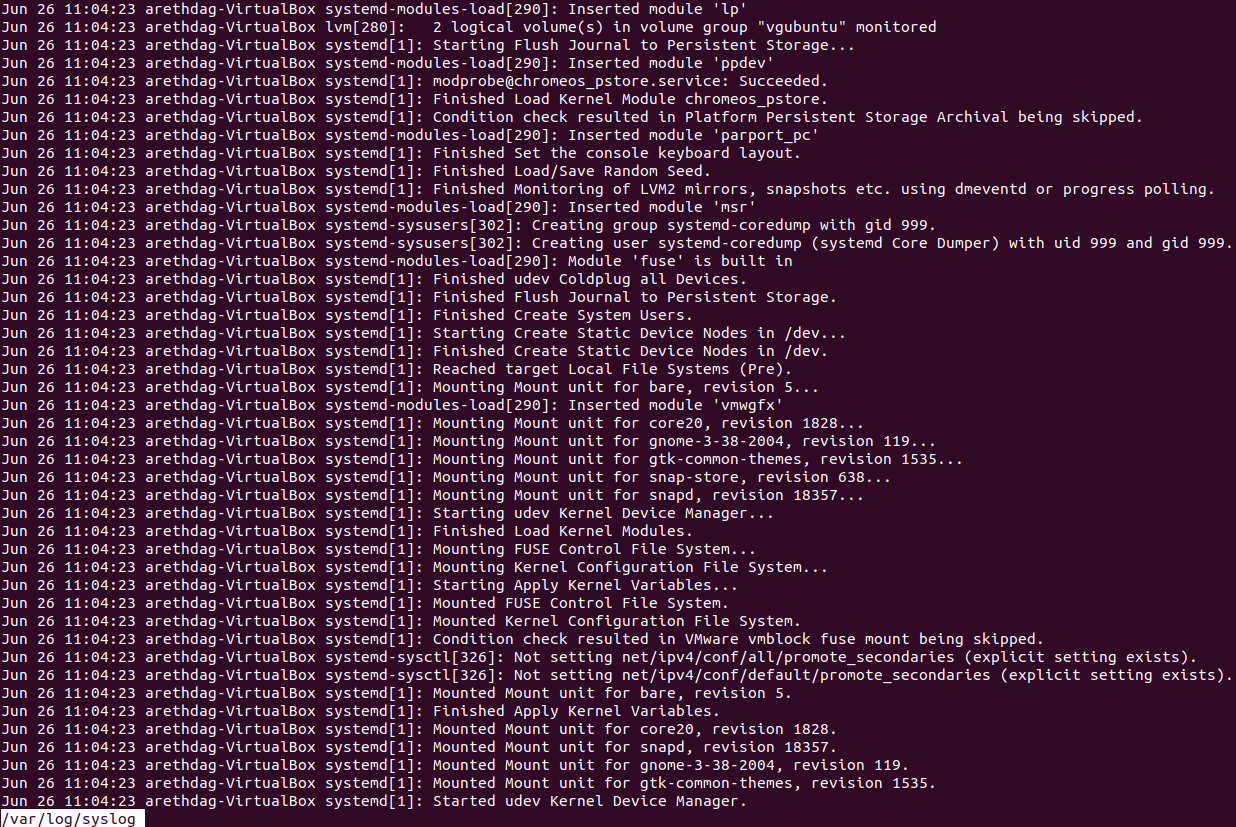 Jun 26 11:04:23 arethdag-VirtualBox systemd-modules-load[290]: Inserted module 'lp'
Jun 26 11:04:23 arethdag-VirtualBox lvm[280]:   2 logical volume(s) in volume group "vgubuntu" monitored
Jun 26 11:04:23 arethdag-VirtualBox systemd[1]: Starting Flush Journal to Persistent Storage...
Jun 26 11:04:23 arethdag-VirtualBox systemd-modules-load[290]: Inserted module 'ppdev'
Jun 26 11:04:23 arethdag-VirtualBox systemd[1]: modprobe@chromeos_pstore.service: Succeeded.
Jun 26 11:04:23 arethdag-VirtualBox systemd[1]: Finished Load Kernel Module chromeos_pstore.
Jun 26 11:04:23 arethdag-VirtualBox systemd[1]: Condition check resulted in Platform Persistent Storage Archival being skipped.
Jun 26 11:04:23 arethdag-VirtualBox systemd-modules-load[290]: Inserted module 'parport_pc'
Jun 26 11:04:23 arethdag-VirtualBox systemd[1]: Finished Set the console keyboard layout.
Jun 26 11:04:23 arethdag-VirtualBox systemd[1]: Finished Load/Save Random Seed.
Jun 26 11:04:23 arethdag-VirtualBox systemd[1]: Finished Monitoring of LVM2 mirrors, snapshots etc. using dmeventd or progress polling.
Jun 26 11:04:23 arethdag-VirtualBox systemd-modules-load[290]: Inserted module 'msr'
Jun 26 11:04:23 arethdag-VirtualBox systemd-sysusers[302]: Creating group systemd-coredump with gid 999.
Jun 26 11:04:23 arethdag-VirtualBox systemd-sysusers[302]: Creating user systemd-coredump (systemd Core Dumper) with uid 999 and gid 999.
Jun 26 11:04:23 arethdag-VirtualBox systemd-modules-load[290]: Module 'fuse' is built in
Jun 26 11:04:23 arethdag-VirtualBox systemd[1]: Finished udev Coldplug all Devices.
Jun 26 11:04:23 arethdag-VirtualBox systemd[1]: Finished Flush Journal to Persistent Storage.
Jun 26 11:04:23 arethdag-VirtualBox systemd[1]: Finished Create System Users.
Jun 26 11:04:23 arethdag-VirtualBox systemd[1]: Starting Create Static Device Nodes in /dev...
Jun 26 11:04:23 arethdag-VirtualBox systemd[1]: Finished Create Static Device Nodes in /dev.
Jun 26 11:04:23 arethdag-VirtualBox systemd[1]: Reached target Local File Systems (Pre).
Jun 26 11:04:23 arethdag-VirtualBox systemd[1]: Mounting Mount unit for bare, revision 5...
Jun 26 11:04:23 arethdag-VirtualBox systemd-modules-load[290]: Inserted module 'vmwgfx'
Jun 26 11:04:23 arethdag-VirtualBox systemd[1]: Mounting Mount unit for core20, revision 1828...
Jun 26 11:04:23 arethdag-VirtualBox systemd[1]: Mounting Mount unit for gnome-3-38-2004, revision 119...
Jun 26 11:04:23 arethdag-VirtualBox systemd[1]: Mounting Mount unit for gtk-common-themes, revision 1535...
Jun 26 11:04:23 arethdag-VirtualBox systemd[1]: Mounting Mount unit for snap-store, revision 638...
Jun 26 11:04:23 arethdag-VirtualBox systemd[1]: Mounting Mount unit for snapd, revision 18357...
Jun 26 11:04:23 arethdag-VirtualBox systemd[1]: Starting udev Kernel Device Manager...
Jun 26 11:04:23 arethdag-VirtualBox systemd[1]: Finished Load Kernel Modules.
Jun 26 11:04:23 arethdag-VirtualBox systemd[1]: Mounting FUSE Control File System...
Jun 26 11:04:23 arethdag-VirtualBox systemd[1]: Mounting Kernel Configuration File System...
Jun 26 11:04:23 arethdag-VirtualBox systemd[1]: Starting Apply Kernel Variables...
Jun 26 11:04:23 arethdag-VirtualBox systemd[1]: Mounted FUSE Control File System.
Jun 26 11:04:23 arethdag-VirtualBox systemd[1]: Mounted Kernel Configuration File System.
Jun 26 11:04:23 arethdag-VirtualBox systemd[1]: Condition check resulted in VMware vmblock fuse mount being skipped.
Jun 26 11:04:23 arethdag-VirtualBox systemd-sysctl[326]: Not setting net/ipv4/conf/all/promote_secondaries (explicit setting exists).
Jun 26 11:04:23 arethdag-VirtualBox systemd-sysctl[326]: Not setting net/ipv4/conf/default/promote_secondaries (explicit setting exists).
Jun 26 11:04:23 arethdag-VirtualBox systemd[1]: Mounted Mount unit for bare, revision 5.
Jun 26 11:04:23 arethdag-VirtualBox systemd[1]: Finished Apply Kernel Variables.
Jun 26 11:04:23 arethdag-VirtualBox systemd[1]: Mounted Mount unit for core20, revision 1828.
Jun 26 11:04:23 arethdag-VirtualBox systemd[1]: Mounted Mount unit for snapd, revision 18357.
Jun 26 11:04:23 arethdag-VirtualBox systemd[1]: Mounted Mount unit for gnome-3-38-2004, revision 119.
Jun 26 11:04:23 arethdag-VirtualBox systemd[1]: Mounted Mount unit for gtk-common-themes, revision 1535.
Jun 26 11:04:23 arethdag-VirtualBox systemd[1]: Started udev Kernel Device Manager.
/var/log/syslog